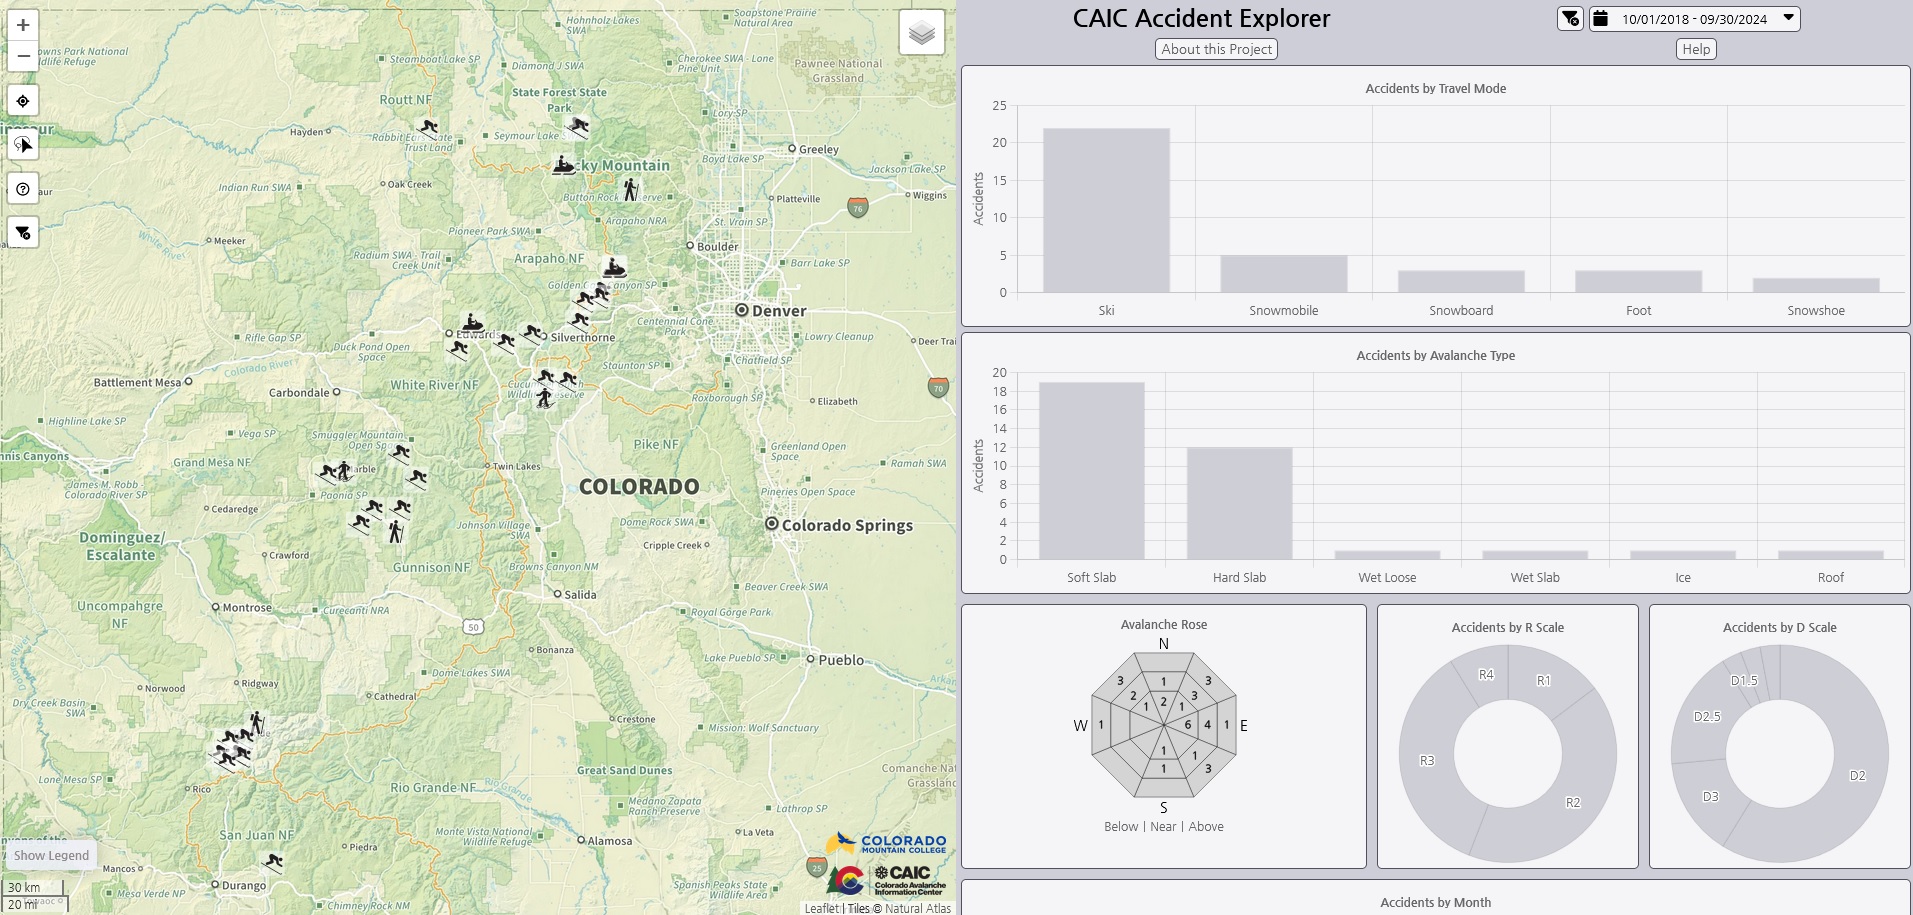 +
−
Hohnholz Lakes
SWA
Soapstone Prairie
Natural Area
Steamboat Lake SP
Diamond J SWA
Cherokee SWA - Lone
Pine Unit
Pawnee National
Grassland
owns Park National
Wildlife Refuge
Routt NF
State Forest State
Park
Lory SP
Hayden
Rabbit Ears State
Trust Land
Seymour Lake
Greeley
Boyd Lake SP
Jackson Lake SP
cky Mountain
Indian Run SWA
Oak Creek
Button Rock
erve
Platteville
Wiggins
76
St. Vrain SP
Arapaho NRA
Pioneer Park SWA
White River
Meeker
Boulder
Radium SWA - Trail
Creek Unit
Arapaho NF
Barr Lake SP
Golden
anyon SP
Denver
Centennial Cone
Park
Edwards
Silverthorne
Rifle Gap SP
Duck Pond Open
Space
Lowry Cleanup
Deer Trai
Chatfield SP
Staunton SP
Colorado River
Battlement Mesa
White River NF
70
Carbondale
Roxborough SP
Elizabeth
Highline Lake SP
Vega SP
Smuggler Mountain
Open Sp
Pike NF
Greenland Open
Space
nnis Canyons
Grand Mesa NF
arble
Twin Lakes
Ramah SWA
James M. Robb -
Colorado River SP
Paonia SP
COLORADO
Pineries Open Space
Cedaredge
Johnson Village
SWA
Dome Rock SWA
Colorado Springs
Dominguez/
Escalante
Cripple Creek
Crawford
Gunnison NF
Browns Canyon NM
Beaver Creek SWA
Salida
Uncompahgre
NF
Montrose
Curecanti NRA
Royal Gorge Park
50
Bonanza
Lake Pueblo SP
Pueblo
Dome Lakes SWA
Arkan
Norwood
Ridgway
Cathedral
Dry Creek Basin
SWA
Crestone
Mission: Wolf Sanctuary
Great Sand Dunes
Comanche Nat
Grassland
Lone Mesa SP
Rico
Rio Grande NF
Rio Grande
Medano Zapata
Ranch Preserve
Lathrop SP
San Juan NF
Monte Vista National
Wildlife Refuge
La Veta
Piedra
Alamosa
25
Show Legend
Mancos
Mesa Verde NP
Durango
Chimney Rock NM
Spanish Peaks State
Wildlife Area
30 km
20 mi
COLORADO
MOUNTAIN COLLEGE
CAIC
Colorado Avalanche
Information Center
Leaflet | Tiles © Natural Atlas
CAIC Accident Explorer
10/01/2018 - 09/30/2024
About this Project
Help
Accidents by Travel Mode
Accidents
25
20
15
10
5
0
Ski
Snowmobile
Snowboard
Foot
Snowshoe
Accidents by Avalanche Type
Accidents
20
18
16
14
12
10
8
6
4
2
0
Soft Slab
Hard Slab
Wet Loose
Wet Slab
Ice
Roof
Avalanche Rose
N
3 1 3
2 3
1 2 1
W 1 6 4 1 E
1 1
1 3
S
Below | Near | Above
Accidents by R Scale
R4
R1
R3
R2
Accidents by D Scale
D1.5
D2.5
D2
D3
Accidents by Month